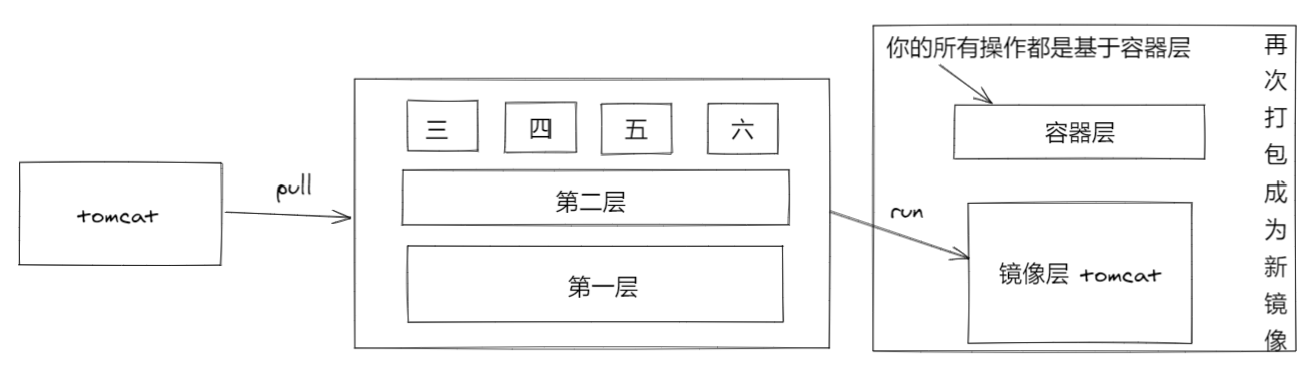 tomcat
pull
三 四 五 六
第二层
第一层
run
你的所有操作都是基于容器层
容器层
镜像层 tomcat
再次打包成为新镜像